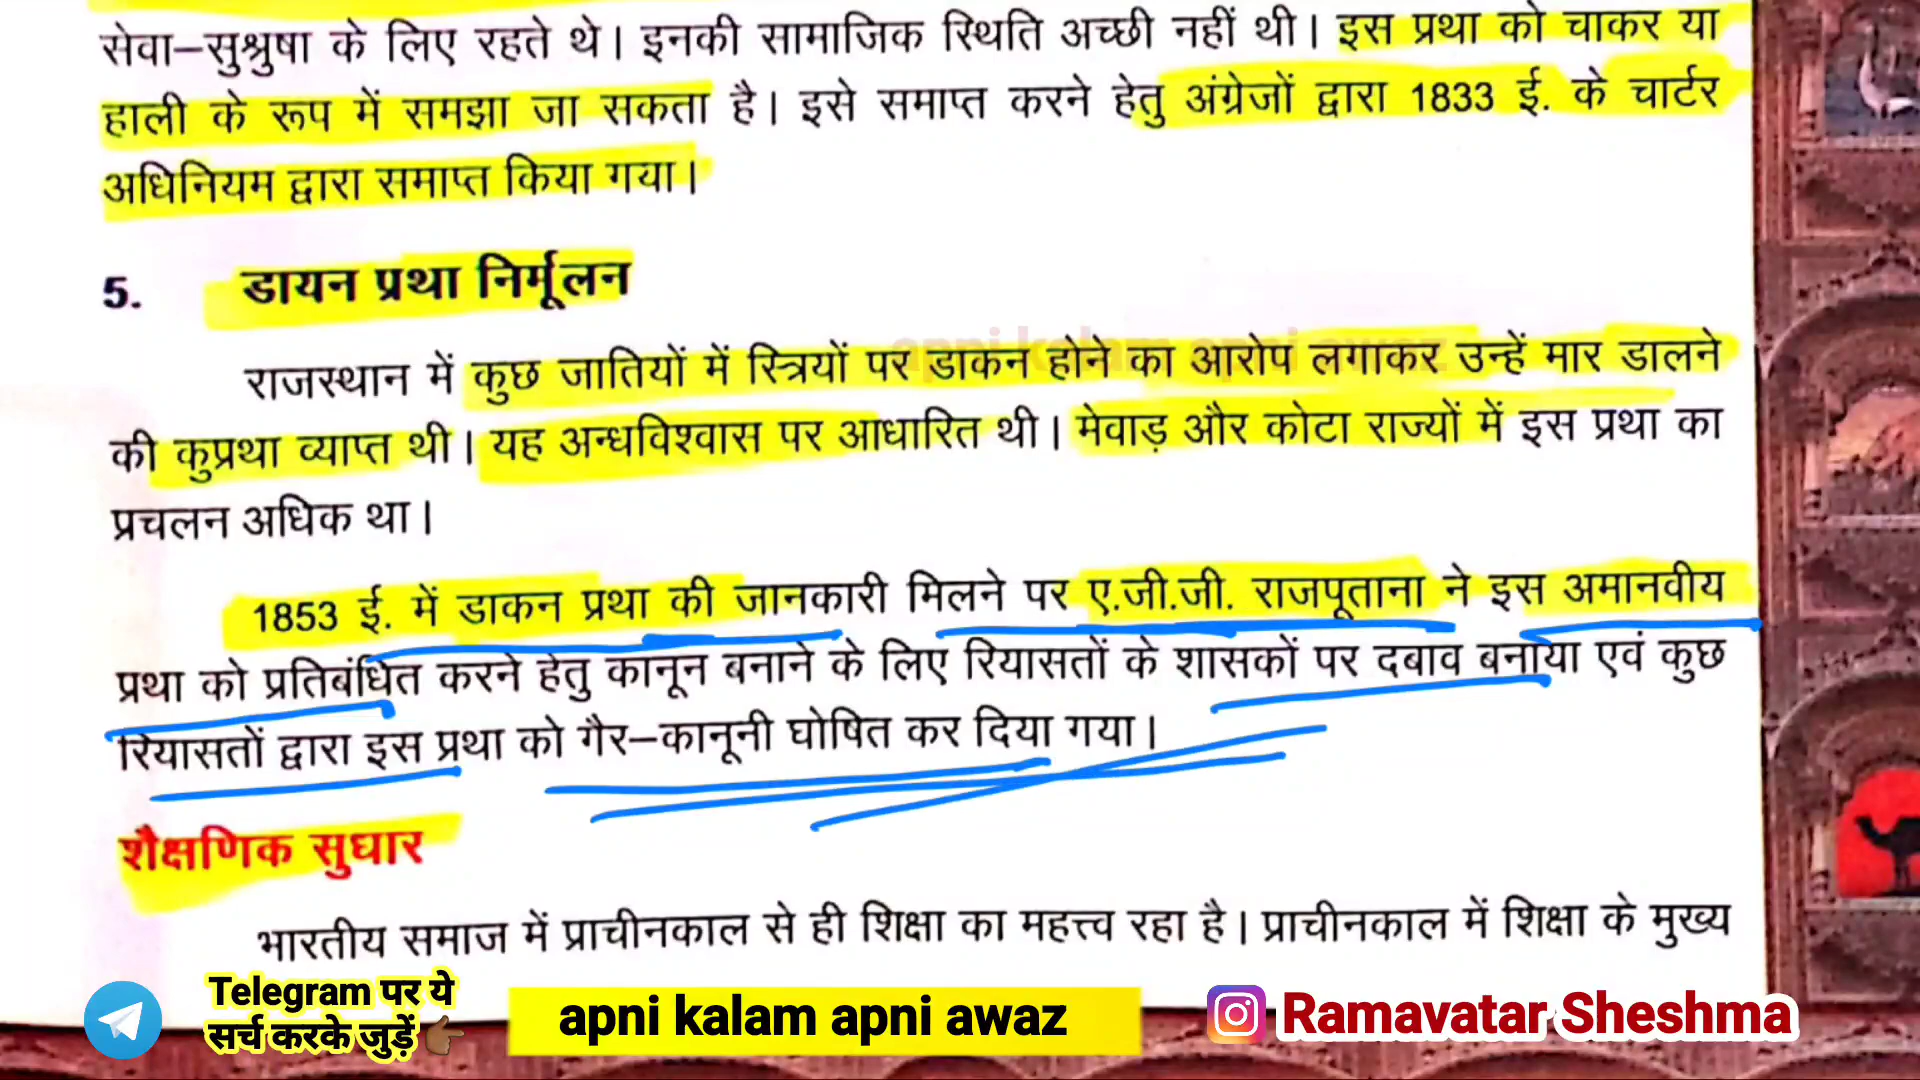 सेवा–सुश्रुषा के लिए रहते थे। इनकी सामाजिक स्थिति अच्छी नहीं थी। इस प्रथा को चाकर या
हाली के रूप में समझा जा सकता है। इसे समाप्त करने हेतु अंग्रेजों द्वारा 1833 ई. के चार्टर
अधिनियम द्वारा समाप्त किया गया।
5. डायन प्रथा निर्मूलन
apni kalam apni awaz
राजस्थान में कुछ जातियों में स्त्रियों पर डाकन होने का आरोप लगाकर उन्हें मार डालने
की कुप्रथा व्याप्त थी। यह अन्धविश्वास पर आधारित थी। मेवाड़ और कोटा राज्यों में इस प्रथा का
प्रचलन अधिक था।
1853 ई. में डाकन प्रथा की जानकारी मिलने पर ए.जी.जी. राजपूताना ने इस अमानवीय
प्रथा को प्रतिबंधित करने हेतु कानून बनाने के लिए रियासतों के शासकों पर दबाव बनाया एवं कुछ
रियासतों द्वारा इस प्रथा को गैर–कानूनी घोषित कर दिया गया।
शैक्षणिक सुधार
भारतीय समाज में प्राचीनकाल से ही शिक्षा का महत्त्व रहा है। प्राचीनकाल में शिक्षा के मुख्य
Telegram पर ये
सर्च करके जुड़ें
apni kalam apni awaz
Ramavatar Sheshma